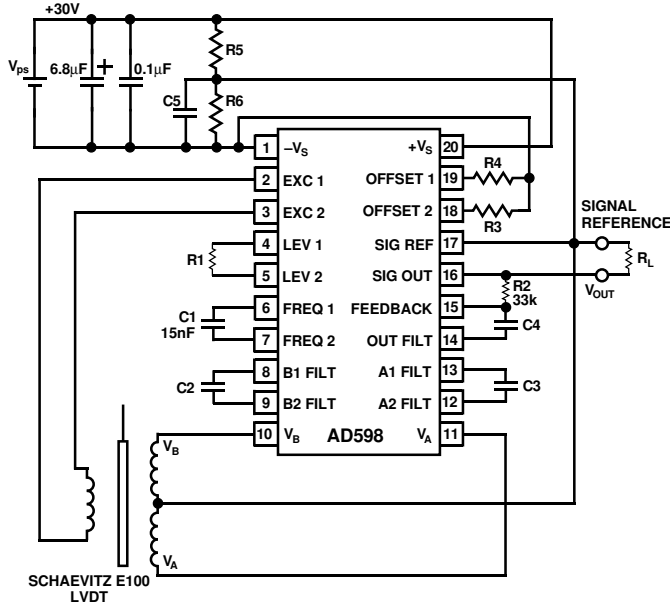 +30V
Vps
6.8µF
+
0.1µF
R5
C5
R6
1 –VS
+VS 20
2 EXC 1
OFFSET 1 19
R4
3 EXC 2
OFFSET 2 18
R3
SIGNAL
REFERENCE
4 LEV 1
SIG REF 17
R1
RL
5 LEV 2
SIG OUT 16
VOUT
R2
33k
6 FREQ 1
FEEDBACK 15
C1
15nF
C4
7 FREQ 2
OUT FILT 14
8 B1 FILT
A1 FILT 13
C2
C3
9 B2 FILT
A2 FILT 12
10 VB
AD598
VA 11
VB
VA
SCHAEVITZ E100
LVDT